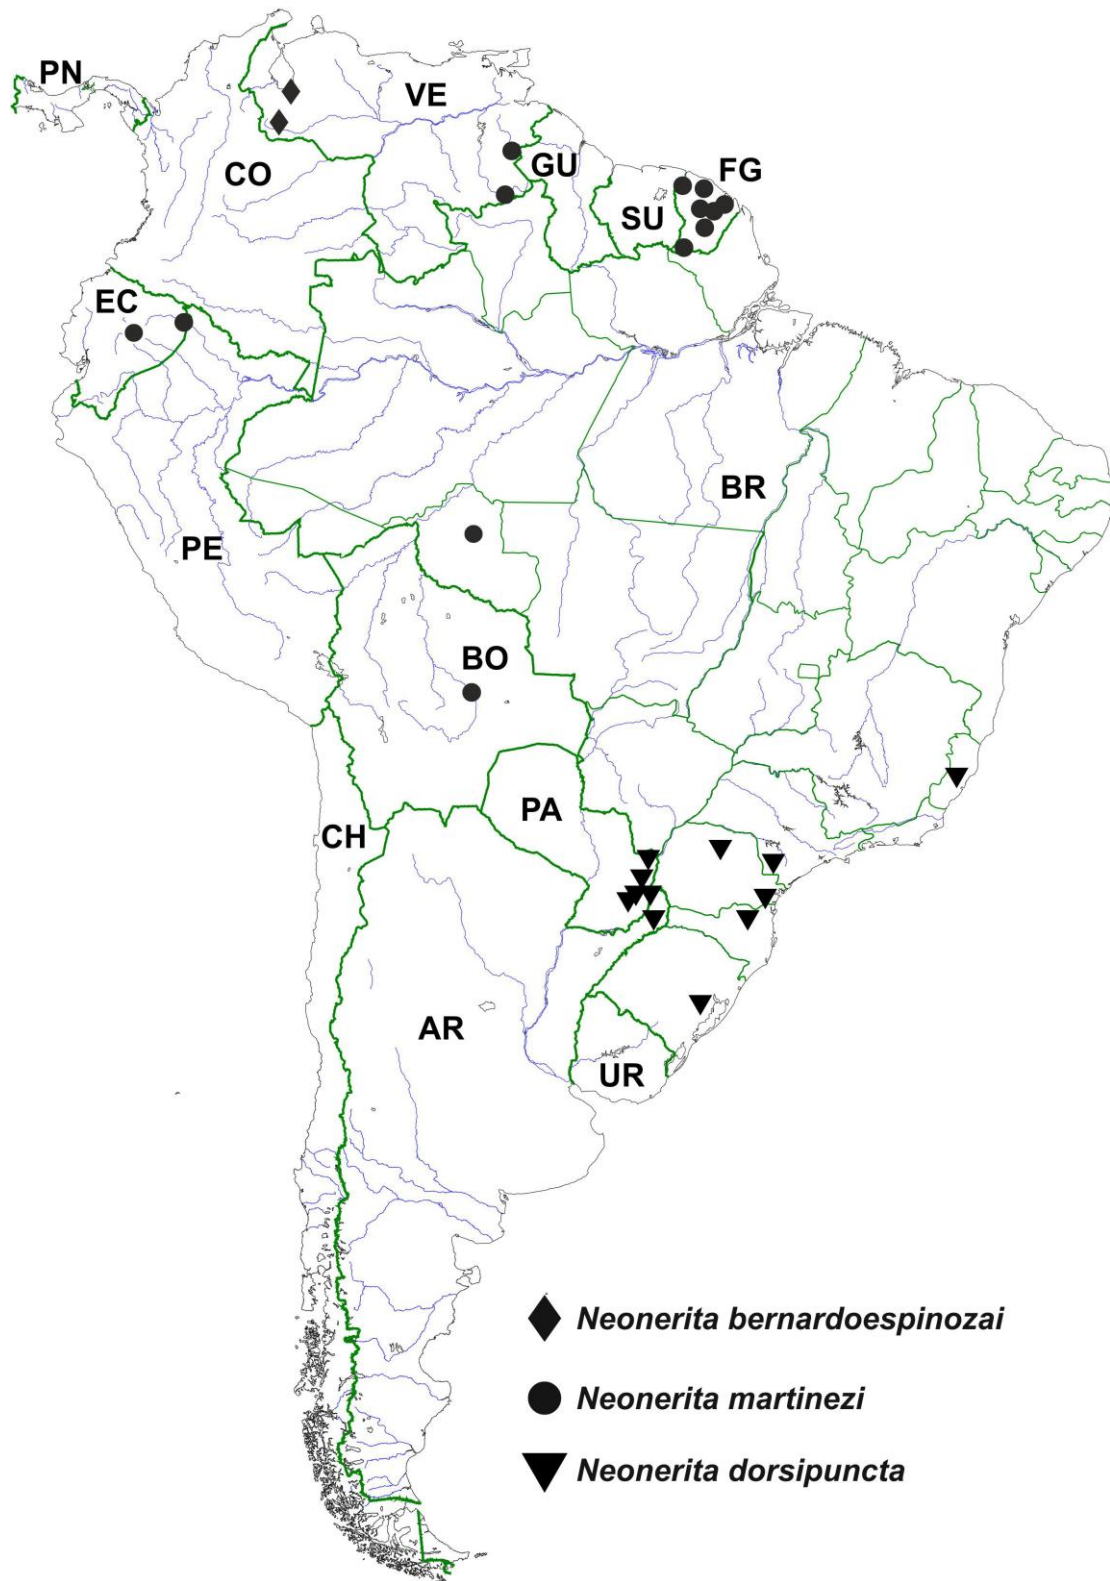 PN
VE
CO
GU
FG
SU
EC
BR
PE
BO
PA
CH
AR
UR
Neonerita bernardoespinozai
Neonerita martinezi
Neonerita dorsipuncta